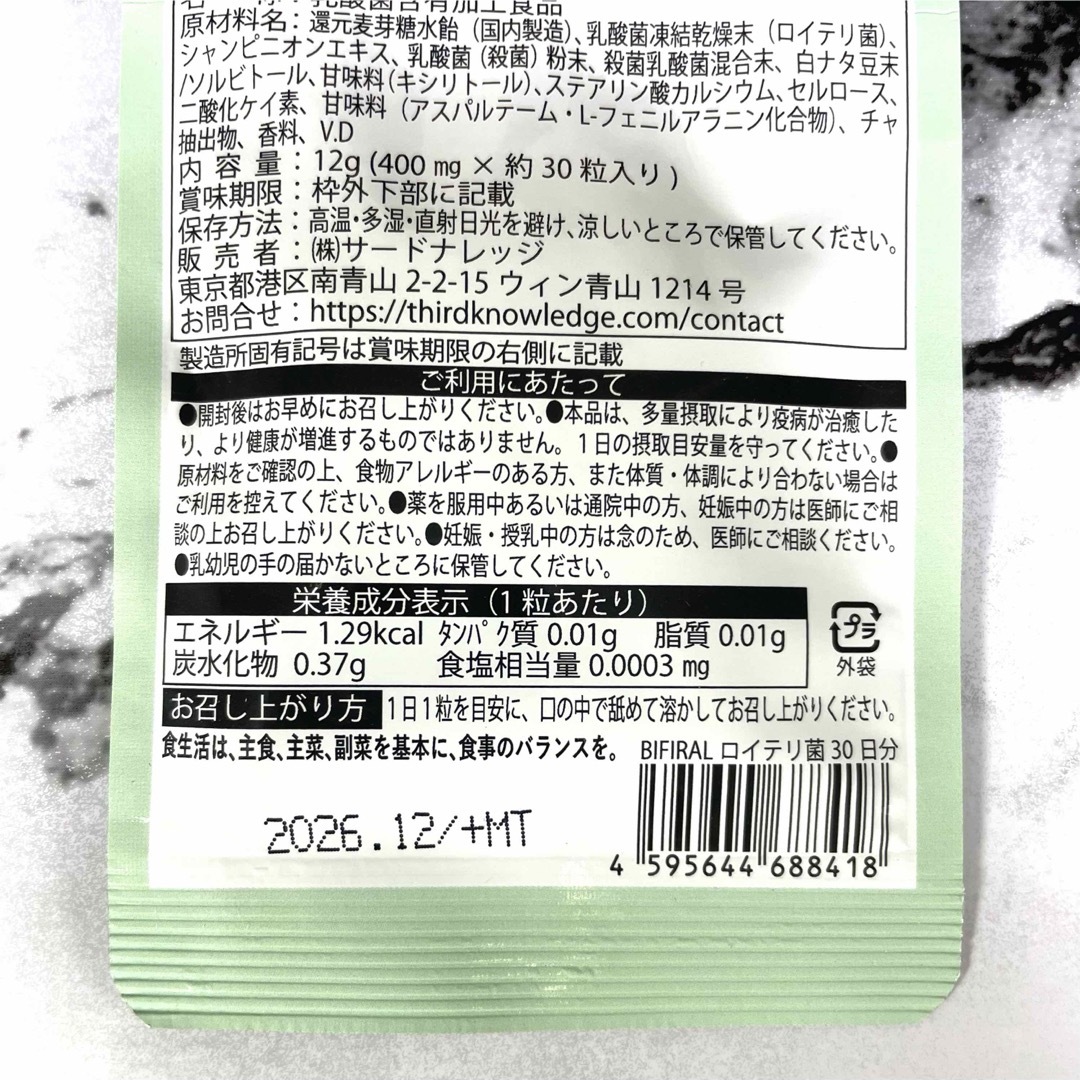 名称：乳酸菌含有加工食品
原材料名：還元麦芽糖水飴（国内製造）、乳酸菌凍結乾燥末（ロイテリ菌）、
シャンピニオンエキス、乳酸菌（殺菌）粉末、殺菌乳酸菌混合末、白ナタ豆末
/ソルビトール、甘味料（キシリトール）、ステアリン酸カルシウム、セルロース、
二酸化ケイ素、甘味料（アスパルテーム・L-フェニルアラニン化合物）、チャ
抽出物、香料、V.D
内容量：12g (400 mg × 約 30 粒入り)
賞味期限：枠外下部に記載
保存方法：高温・多湿・直射日光を避け、涼しいところで保管してください。
販売者：㈱サードナレッジ
東京都港区南青山 2-2-15 ウィン青山 1214 号
お問合せ：https://thirdknowledge.com/contact
製造所固有記号は賞味期限の右側に記載
ご利用にあたって
●開封後はお早めにお召し上がりください。●本品は、多量摂取により疫病が治癒した
り、より健康が増進するものではありません。1日の摂取目安量を守ってください。●
原材料をご確認の上、食物アレルギーのある方、また体質・体調により合わない場合は
ご利用を控えてください。●薬を服用中あるいは通院中の方、妊娠中の方は医師にご相
談の上お召し上がりください。●妊娠・授乳中の方は念のため、医師にご相談ください。
●乳幼児の手の届かないところに保管してください。
栄養成分表示（1粒あたり）
エネルギー 1.29kcal ﾀﾝﾊﾟｸ質 0.01g 脂質 0.01g
炭水化物 0.37g 食塩相当量 0.0003 mg
プラ
外袋
お召し上がり方 1日1粒を目安に、口の中で舐めて溶かしてお召し上がりください。
食生活は、主食、主菜、副菜を基本に、食事のバランスを。 BIFIRAL ロイテリ菌 30 日分
2026.12/+MT
4 595644 688418